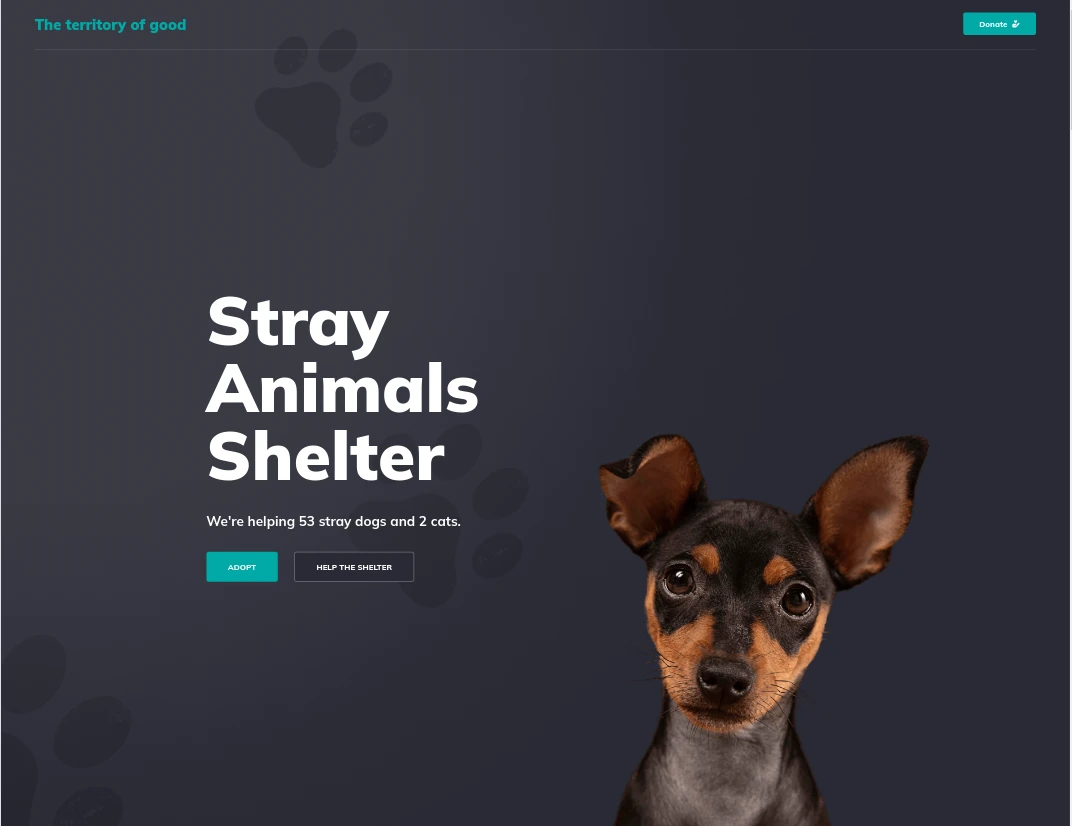 The territory of good
Donate
Stray
Animals
Shelter
We're helping 53 stray dogs and 2 cats.
ADOPT
HELP THE SHELTER